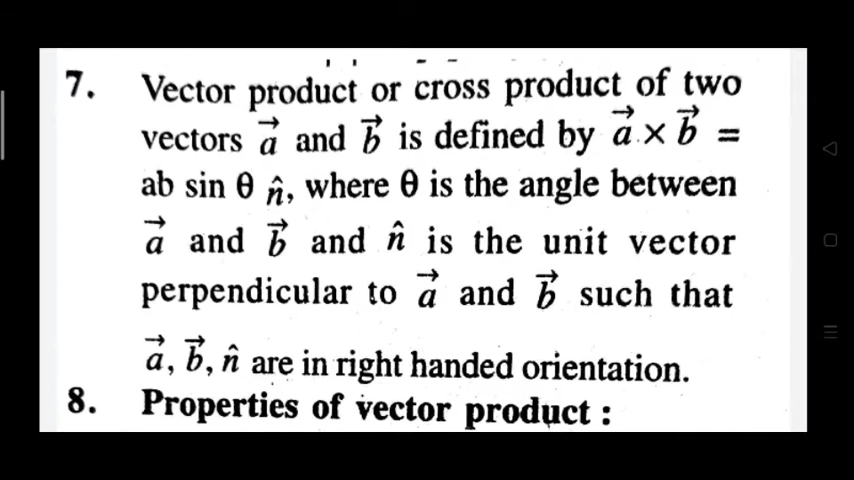 7. Vector product or cross product of two
vectors a⃗ and b⃗ is defined by a⃗ × b⃗ =
ab sin θ n̂, where θ is the angle between
a⃗ and b⃗ and n̂ is the unit vector
perpendicular to a⃗ and b⃗ such that
a⃗, b⃗, n̂ are in right handed orientation.
8. Properties of vector product :